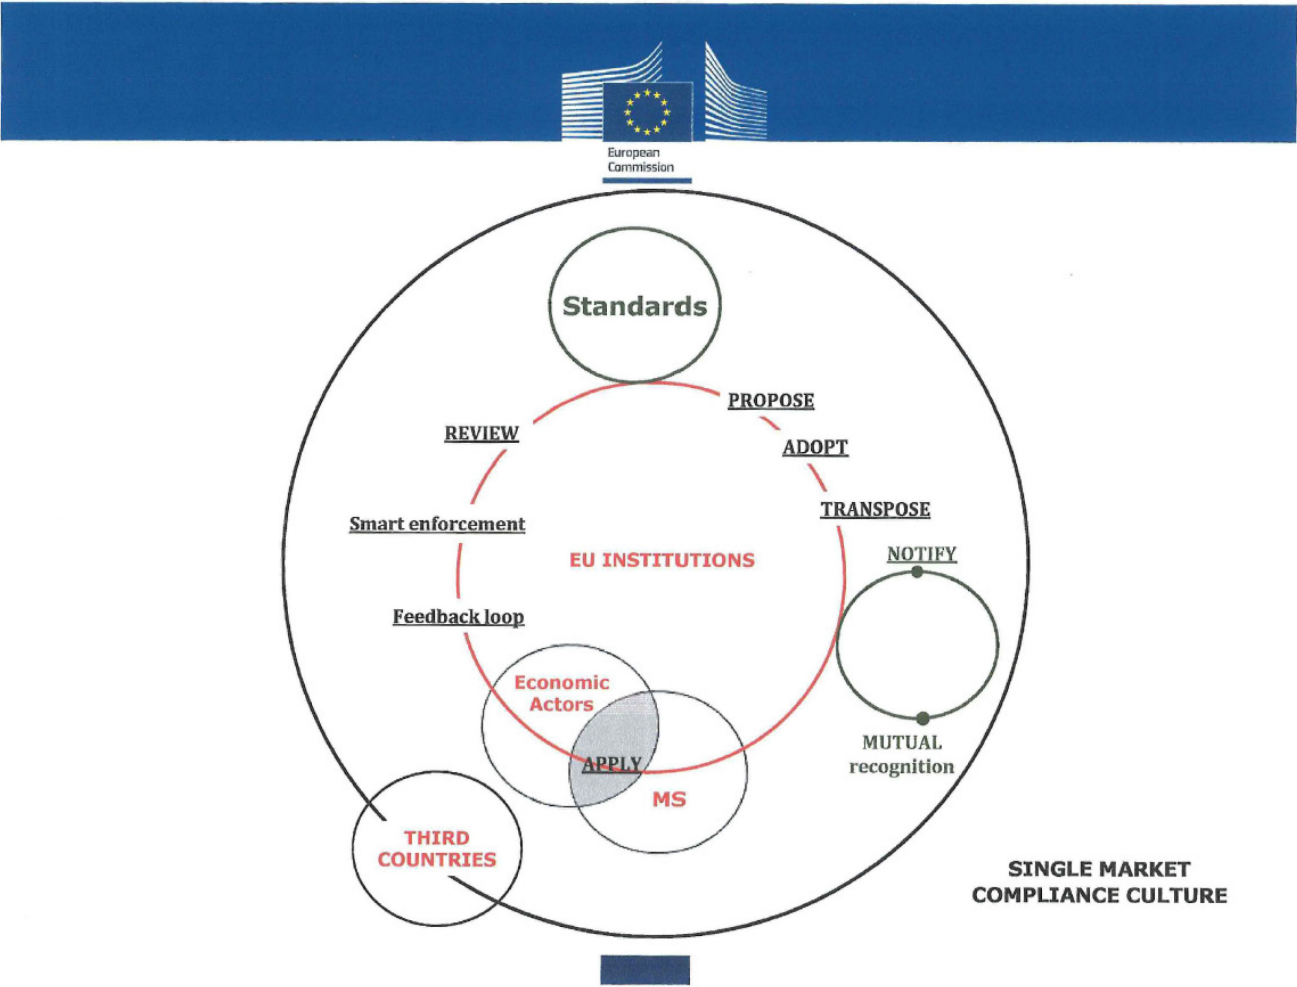 European
Commission
Standards
PROPOSE
REVIEW
ADOPT
TRANSPOSE
Smart enforcement
NOTIFY
EU INSTITUTIONS
Feedback loop
Economic
Actors
MUTUAL
recognition
APPLY
MS
THIRD
COUNTRIES
SINGLE MARKET
COMPLIANCE CULTURE